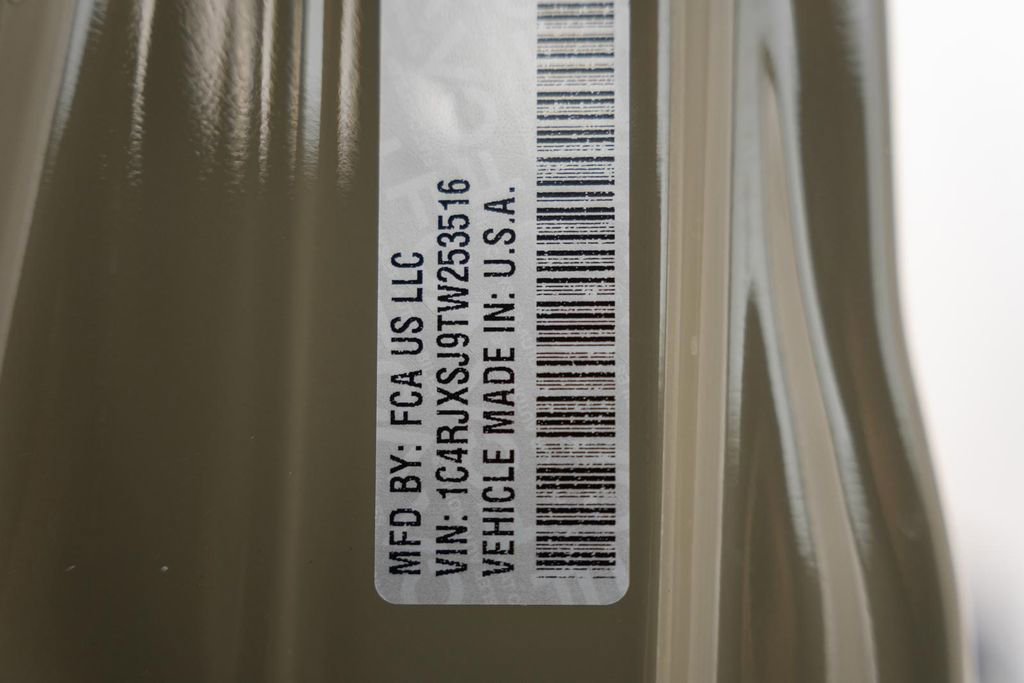 MFD BY: FCA US LLC
VIN: 1C4RJXSJ9TW253516
VEHICLE MADE IN: U.S.A.